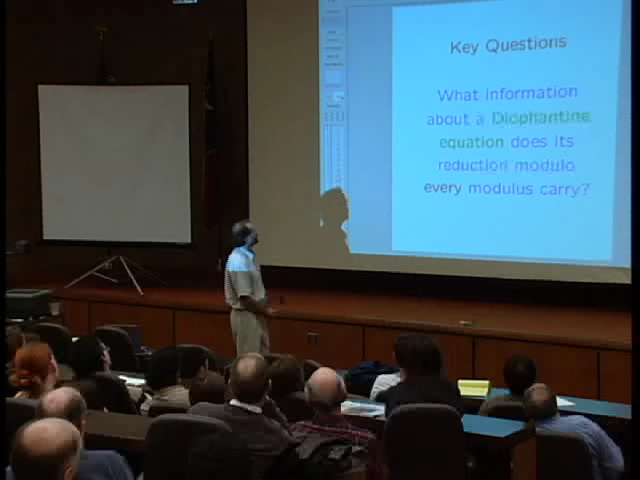 Key Questions
What information
about a Diophantine
equation does its
reduction modulo
every modulus carry?